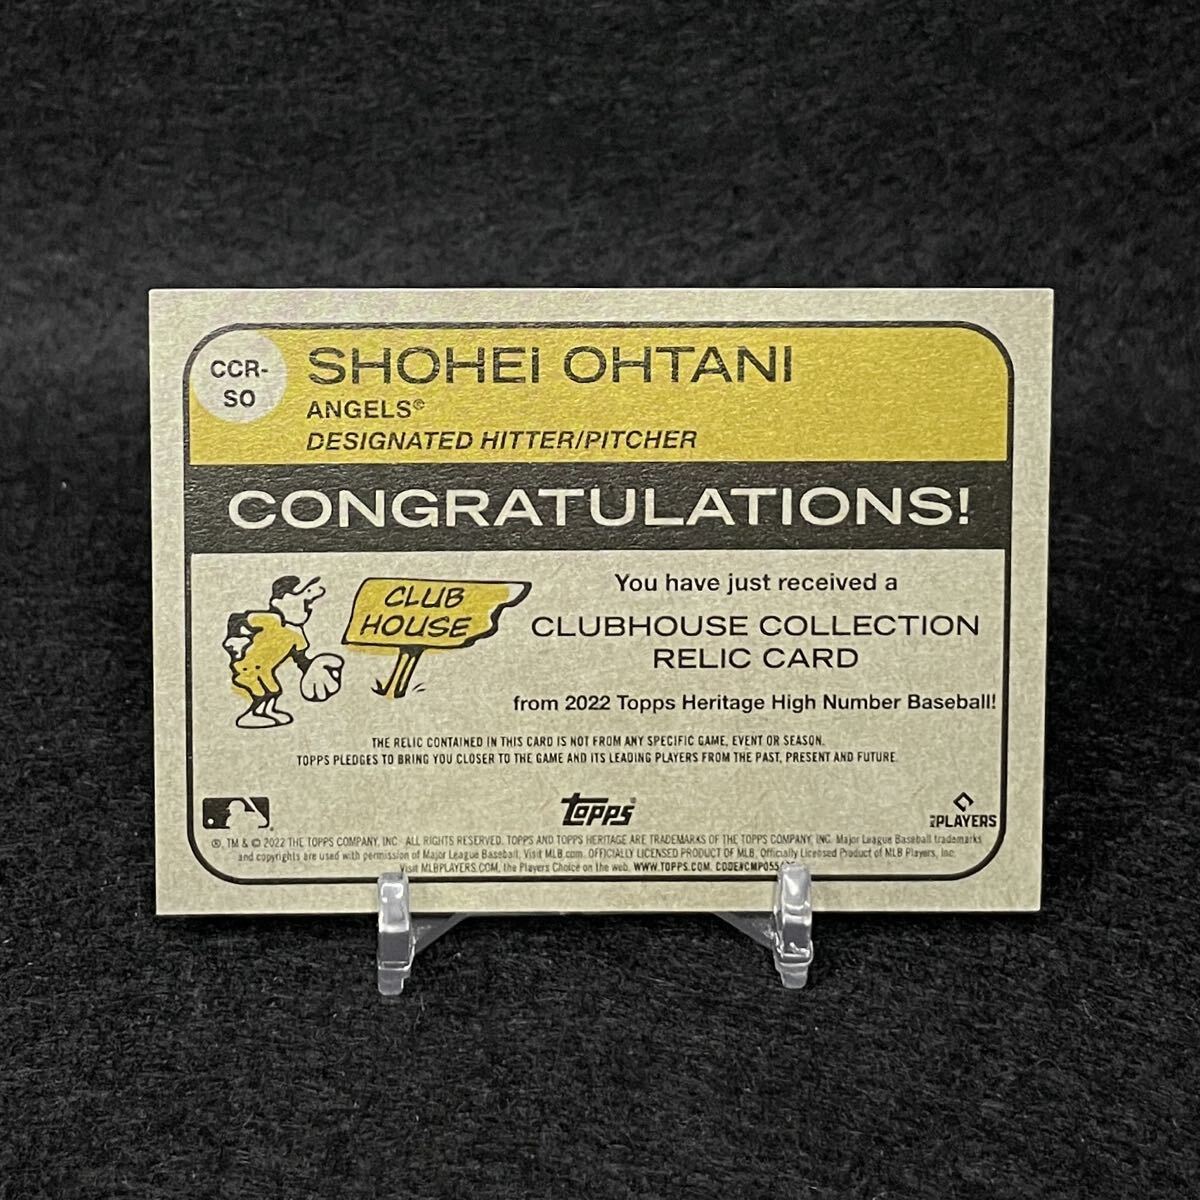 CCR-
SO
SHOHEi OHTANI
ANGELS®
DESIGNATED HITTER/PITCHER
CONGRATULATIONS!
CLUB
HOUSE
You have just received a
CLUBHOUSE COLLECTION
RELIC CARD
from 2022 Topps Heritage High Number Baseball!
THE RELIC CONTAINED IN THIS CARD IS NOT FROM ANY SPECIFIC GAME, EVENT OR SEASON.
TOPPS PLEDGES TO BRING YOU CLOSER TO THE GAME AND ITS LEADING PLAYERS FROM THE PAST, PRESENT AND FUTURE.
topps®
PLAYERS
®, TM & © 2022 THE TOPPS COMPANY, INC. ALL RIGHTS RESERVED. TOPPS AND TOPPS HERITAGE ARE TRADEMARKS OF THE TOPPS COMPANY, INC. Major League Baseball trademarks
and copyrights are used with permission of Major League Baseball. Visit MLB.com. OFFICIALLY LICENSED PRODUCT OF MLB. Officially Licensed Product of MLB Players, Inc.
Visit MLBPLAYERS.COM, the Players Choice on the web. WWW.TOPPS.COM. CODE#CMP055